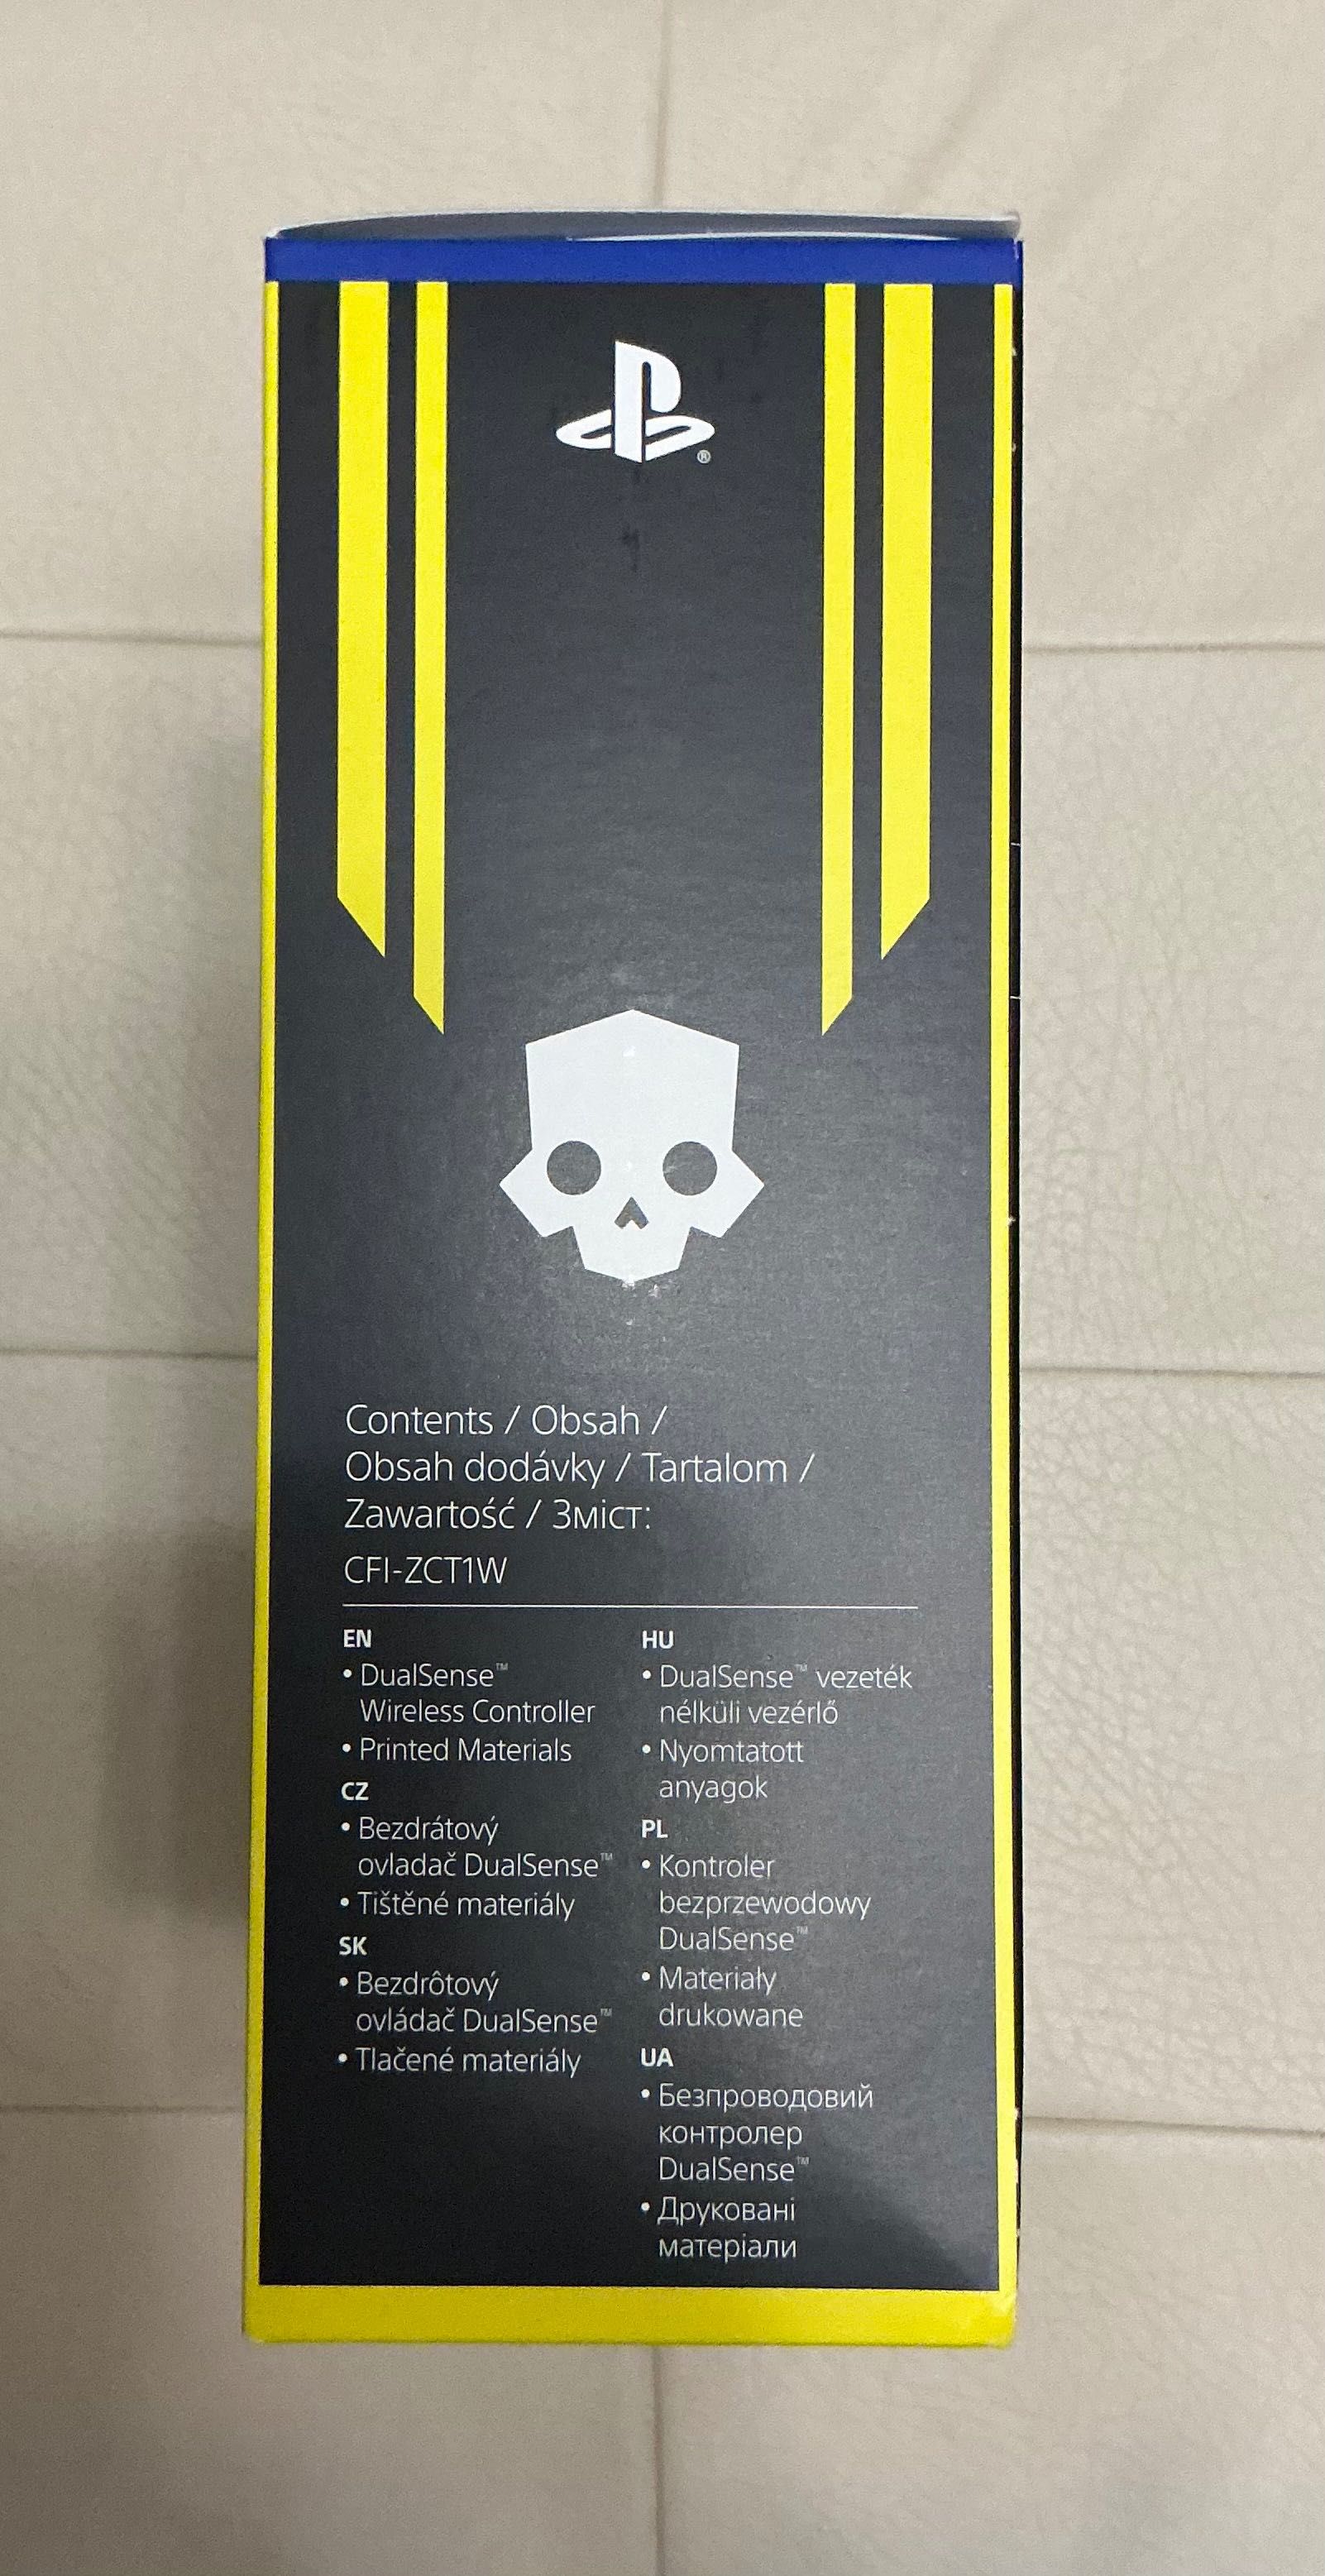 ®
Contents / Obsah /
Obsah dodávky / Tartalom /
Zawartość / Зміст:
CFI-ZCT1W
EN
• DualSense™
Wireless Controller
• Printed Materials
CZ
• Bezdrátový
ovladač DualSense™
• Tištěné materiály
SK
• Bezdrôtový
ovládač DualSense™
• Tlačené materiály
HU
• DualSense™ vezeték
nélküli vezérlő
• Nyomtatott
anyagok
PL
• Kontroler
bezprzewodowy
DualSense™
• Materiały
drukowane
UA
• Безпроводовий
контролер
DualSense™
• Друковані
матеріали